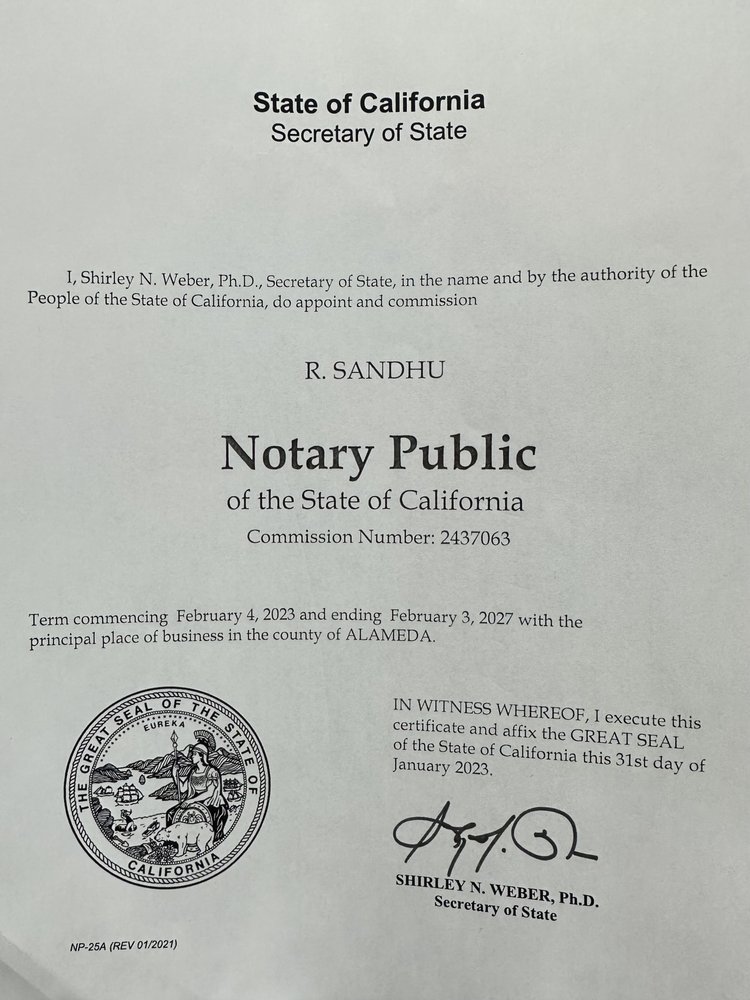 State of California
Secretary of State
I, Shirley N. Weber, Ph.D., Secretary of State, in the name and by the authority of the
People of the State of California, do appoint and commission
R. SANDHU
Notary Public
of the State of California
Commission Number: 2437063
Term commencing February 4, 2023 and ending February 3, 2027 with the
principal place of business in the county of ALAMEDA.
THE GREAT SEAL OF THE STATE OF CALIFORNIA
EUREKA
IN WITNESS WHEREOF, I execute this
certificate and affix the GREAT SEAL
of the State of California this 31st day of
January 2023.
SHIRLEY N. WEBER, Ph.D.
Secretary of State
NP-25A (REV 01/2021)